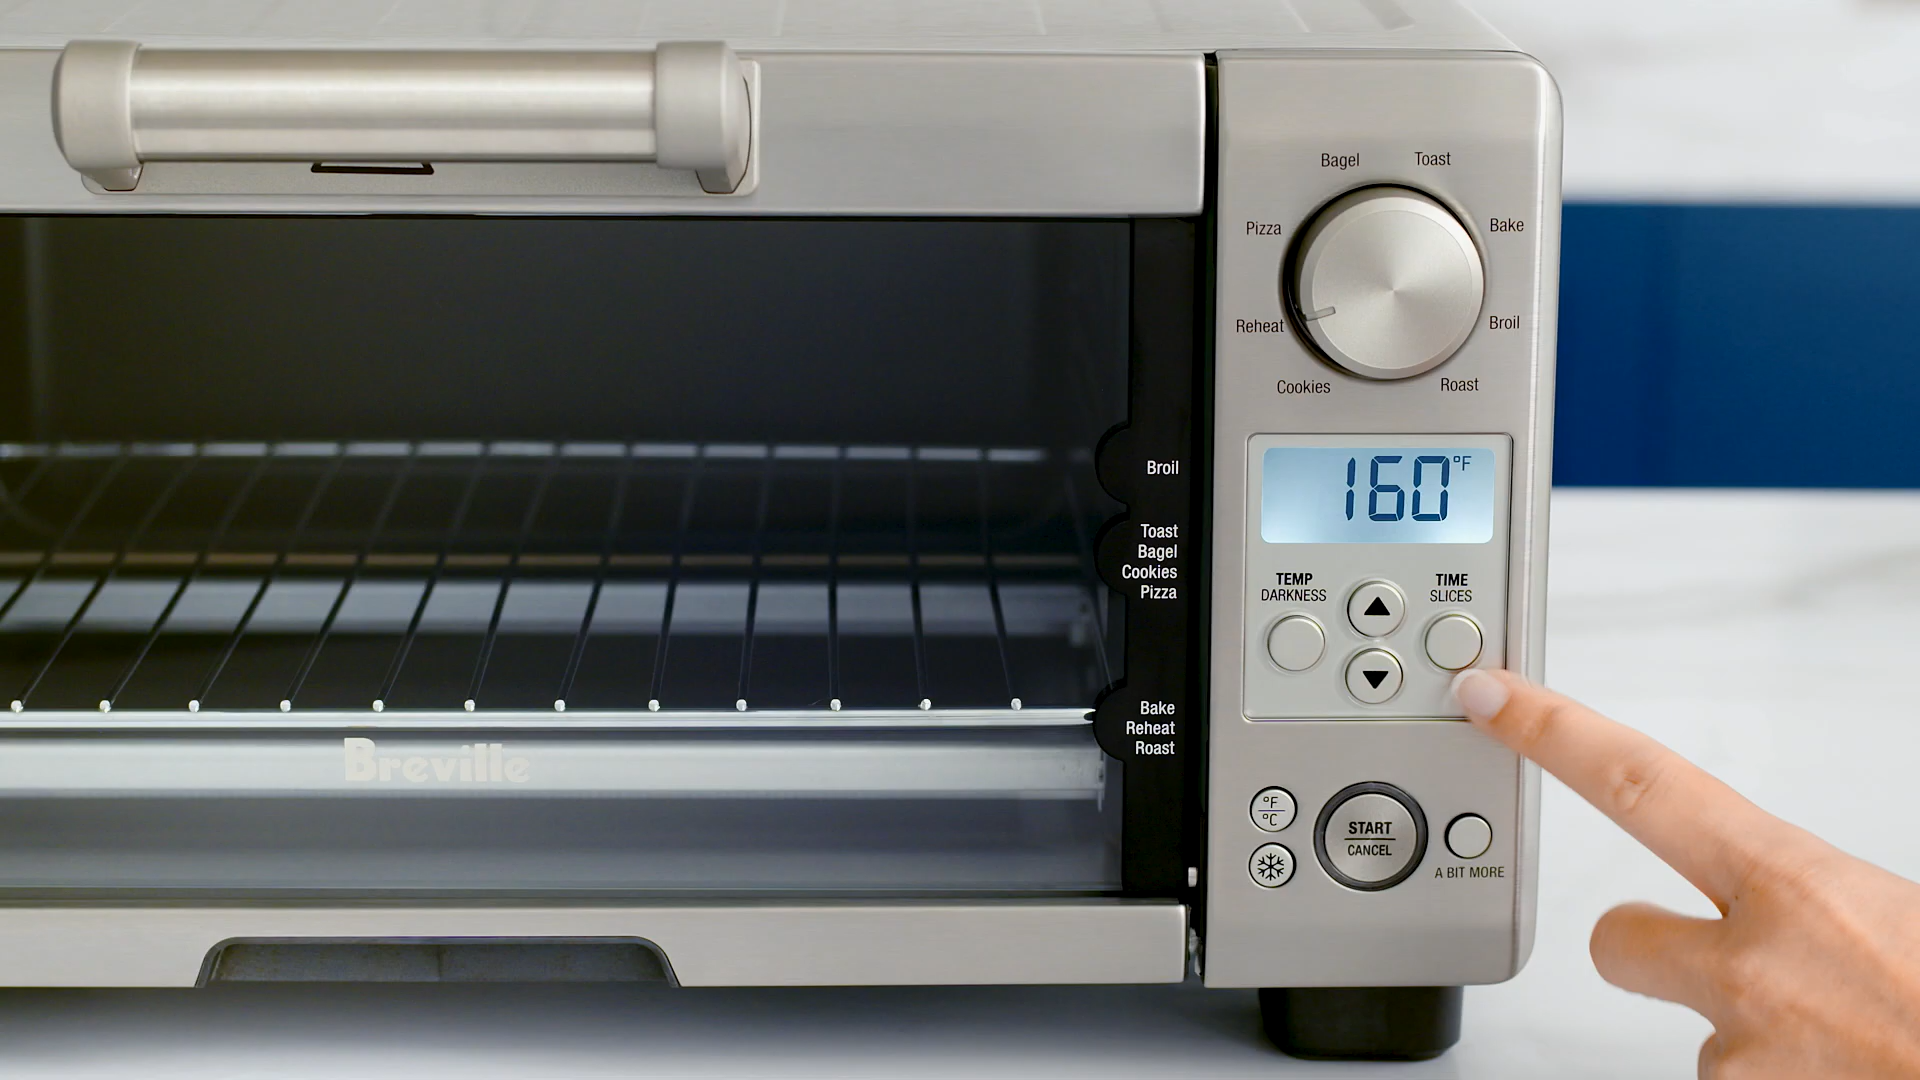 Bagel
Toast
Pizza
Bake
Reheat
Broil
Cookies
Roast
160°F
TEMP
DARKNESS
TIME
SLICES
°F
°C
START
CANCEL
A BIT MORE
Broil
Toast
Bagel
Cookies
Pizza
Bake
Reheat
Roast
Breville